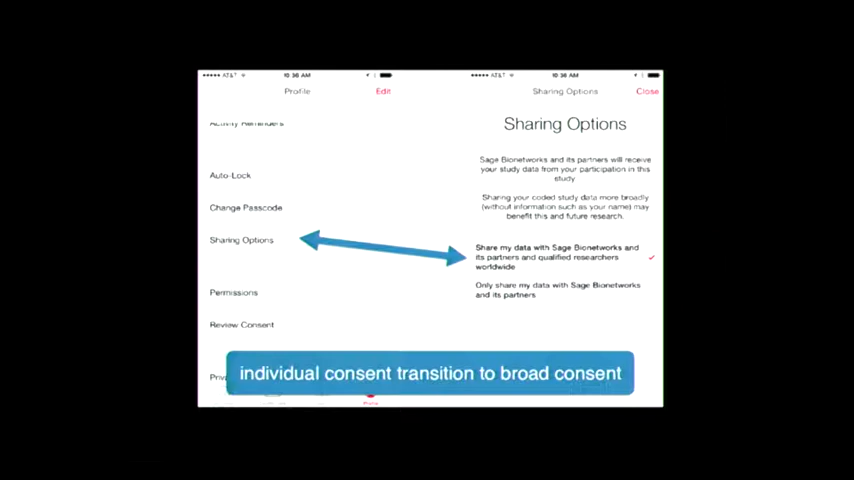 AT&T 10:36 AM
Profile
Edit
Activity Reminders
Auto-Lock
Change Passcode
Sharing Options
Permissions
Review Consent
AT&T 10:36 AM
Sharing Options
Close
Sharing Options
Sage Bionetworks and its partners will receive
your study data from your participation in this
study.
Sharing your coded study data more broadly
(without information such as your name) may
benefit this and future research.
Share my data with Sage Bionetworks and
its partners and qualified researchers
worldwide
Only share my data with Sage Bionetworks
and its partners
individual consent transition to broad consent